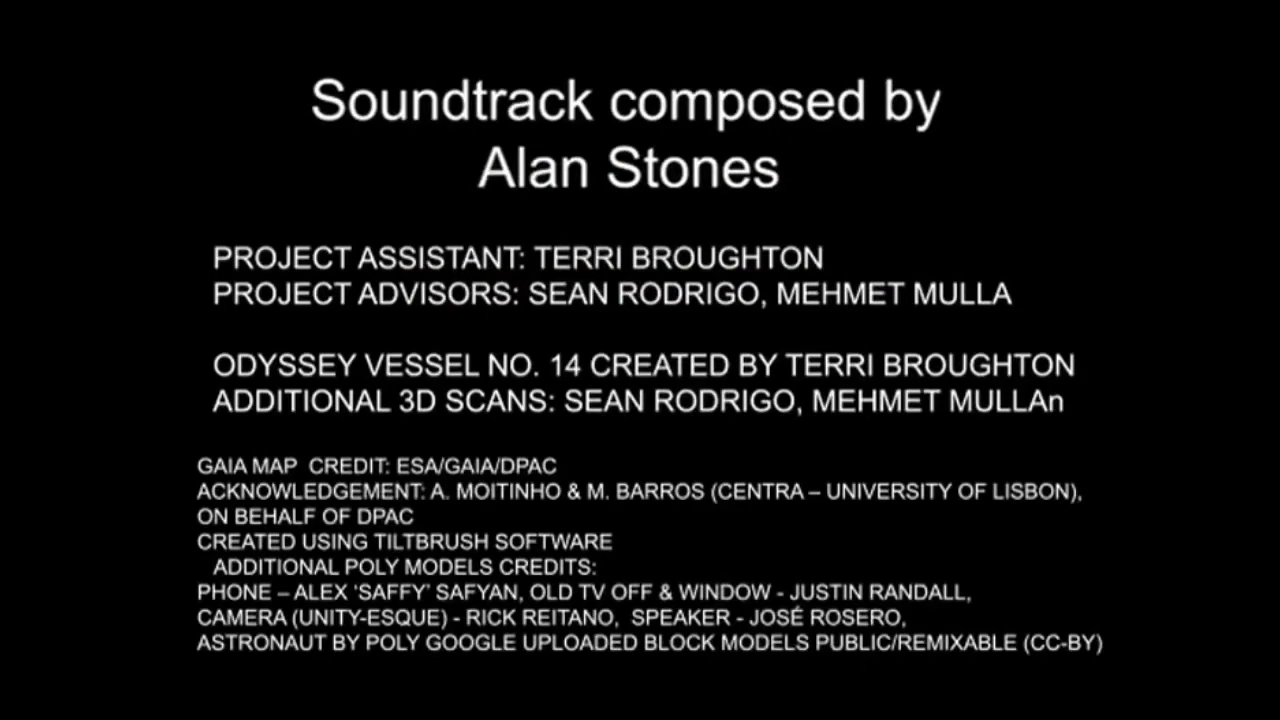 Soundtrack composed by
Alan Stones
PROJECT ASSISTANT: TERRI BROUGHTON
PROJECT ADVISORS: SEAN RODRIGO, MEHMET MULLA
ODYSSEY VESSEL NO. 14 CREATED BY TERRI BROUGHTON
ADDITIONAL 3D SCANS: SEAN RODRIGO, MEHMET MULLAn
GAIA MAP  CREDIT: ESA/GAIA/DPAC
ACKNOWLEDGEMENT: A. MOITINHO & M. BARROS (CENTRA – UNIVERSITY OF LISBON),
ON BEHALF OF DPAC
CREATED USING TILTBRUSH SOFTWARE
ADDITIONAL POLY MODELS CREDITS:
PHONE – ALEX ‘SAFFY’ SAFYAN, OLD TV OFF & WINDOW - JUSTIN RANDALL,
CAMERA (UNITY-ESQUE) - RICK REITANO,  SPEAKER - JOSÉ ROSERO,
ASTRONAUT BY POLY GOOGLE UPLOADED BLOCK MODELS PUBLIC/REMIXABLE (CC-BY)